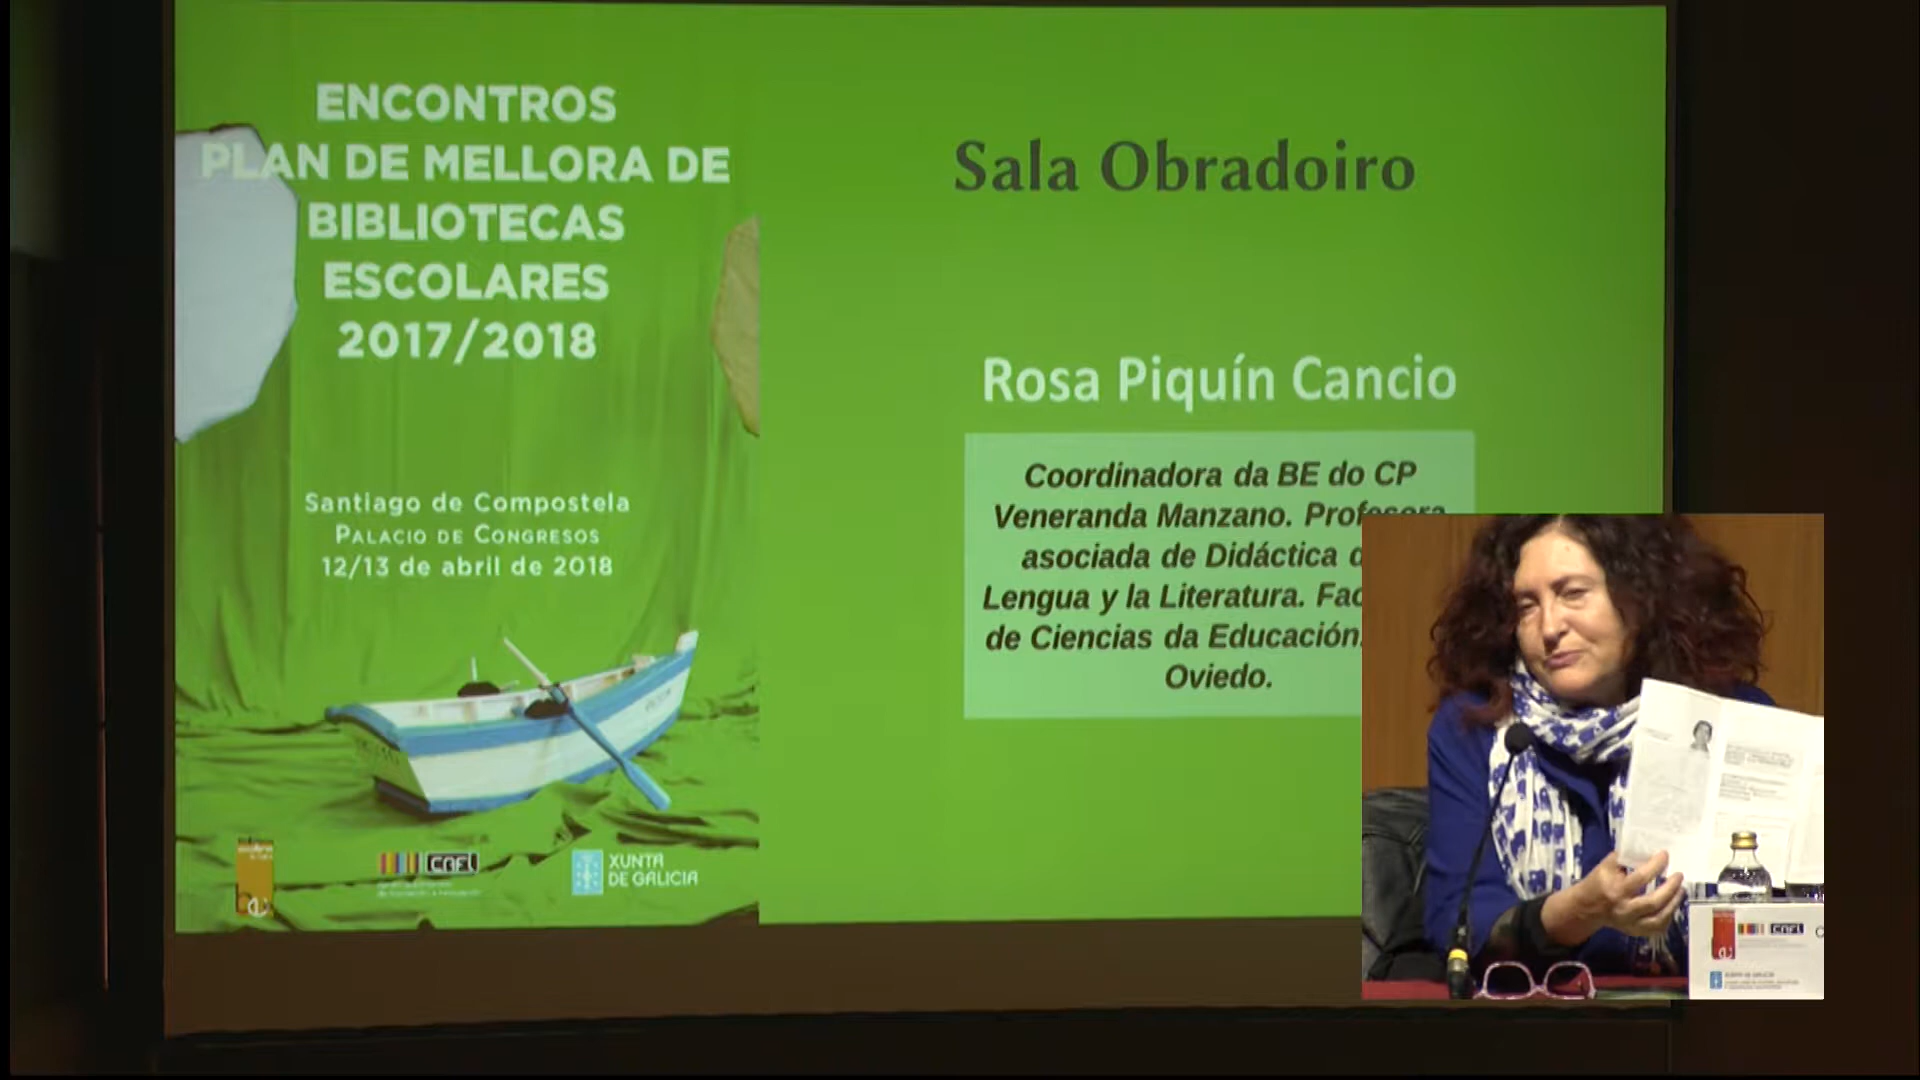 ENCONTROS
PLAN DE MELLORA DE
BIBLIOTECAS
ESCOLARES
2017/2018
Santiago de Compostela
PALACIO DE CONGRESOS
12/13 de abril de 2018
CAFI
XUNTA
DE GALICIA
Sala Obradoiro
Rosa Piquín Cancio
Coordinadora da BE do CP
Veneranda Manzano. Profesora
asociada de Didáctica
Lengua y la Literatura.
de Ciencias da Educación.
Oviedo.
CAFI